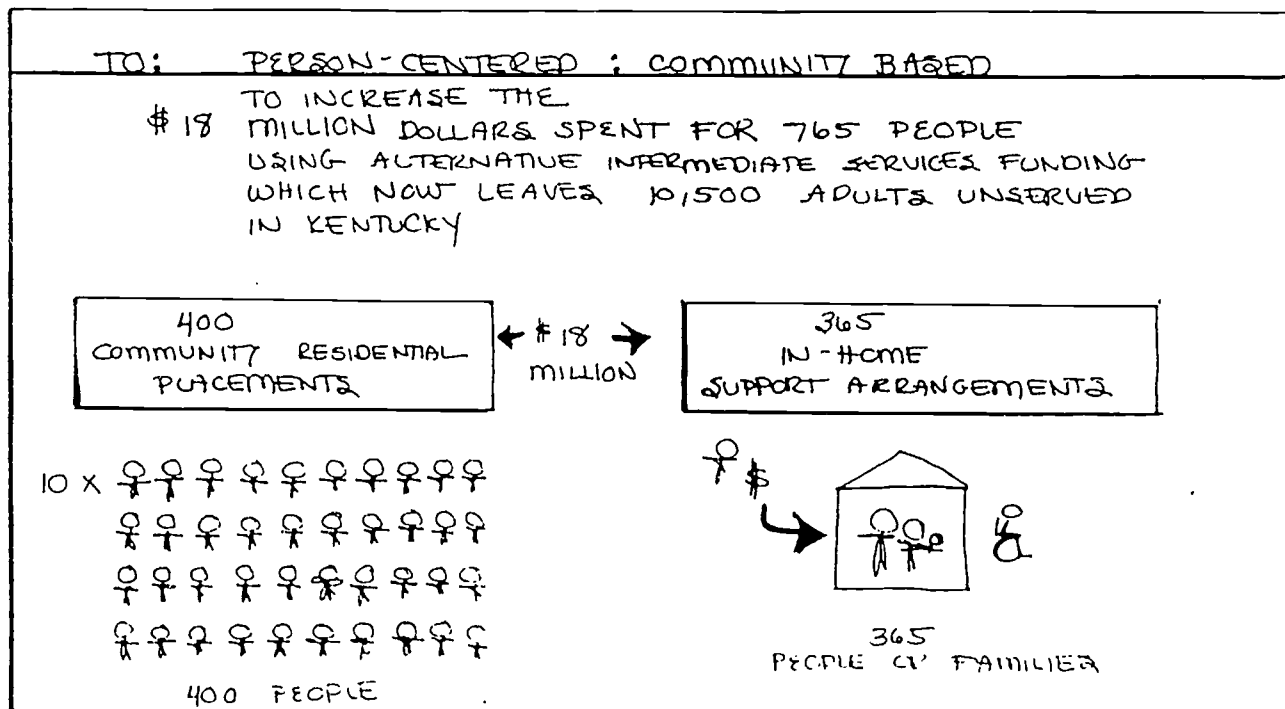 TO: PERSON-CENTERED : COMMUNITY BASED
TO INCREASE THE
$ 18 MILLION DOLLARS SPENT FOR 765 PEOPLE
USING ALTERNATIVE INTERMEDIATE SERVICES FUNDING
WHICH NOW LEAVES 10,500 ADULTS UNSERVED
IN KENTUCKY
400
COMMUNITY RESIDENTIAL
PLACEMENTS
$ 18
MILLION
365
IN-HOME
SUPPORT ARRANGEMENTS
10 X
400 PEOPLE
$
365
PEOPLE FAMILIES